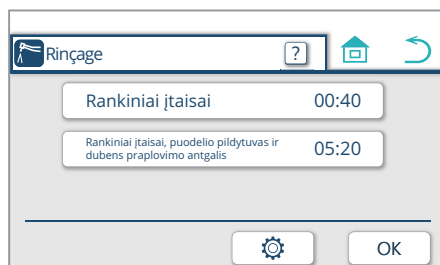 Rinçage ?
Rankiniai įtaisai 00:40
Rankiniai įtaisai, puodelio pildytuvas ir
dubens praplovimo antgalis 05:20
OK